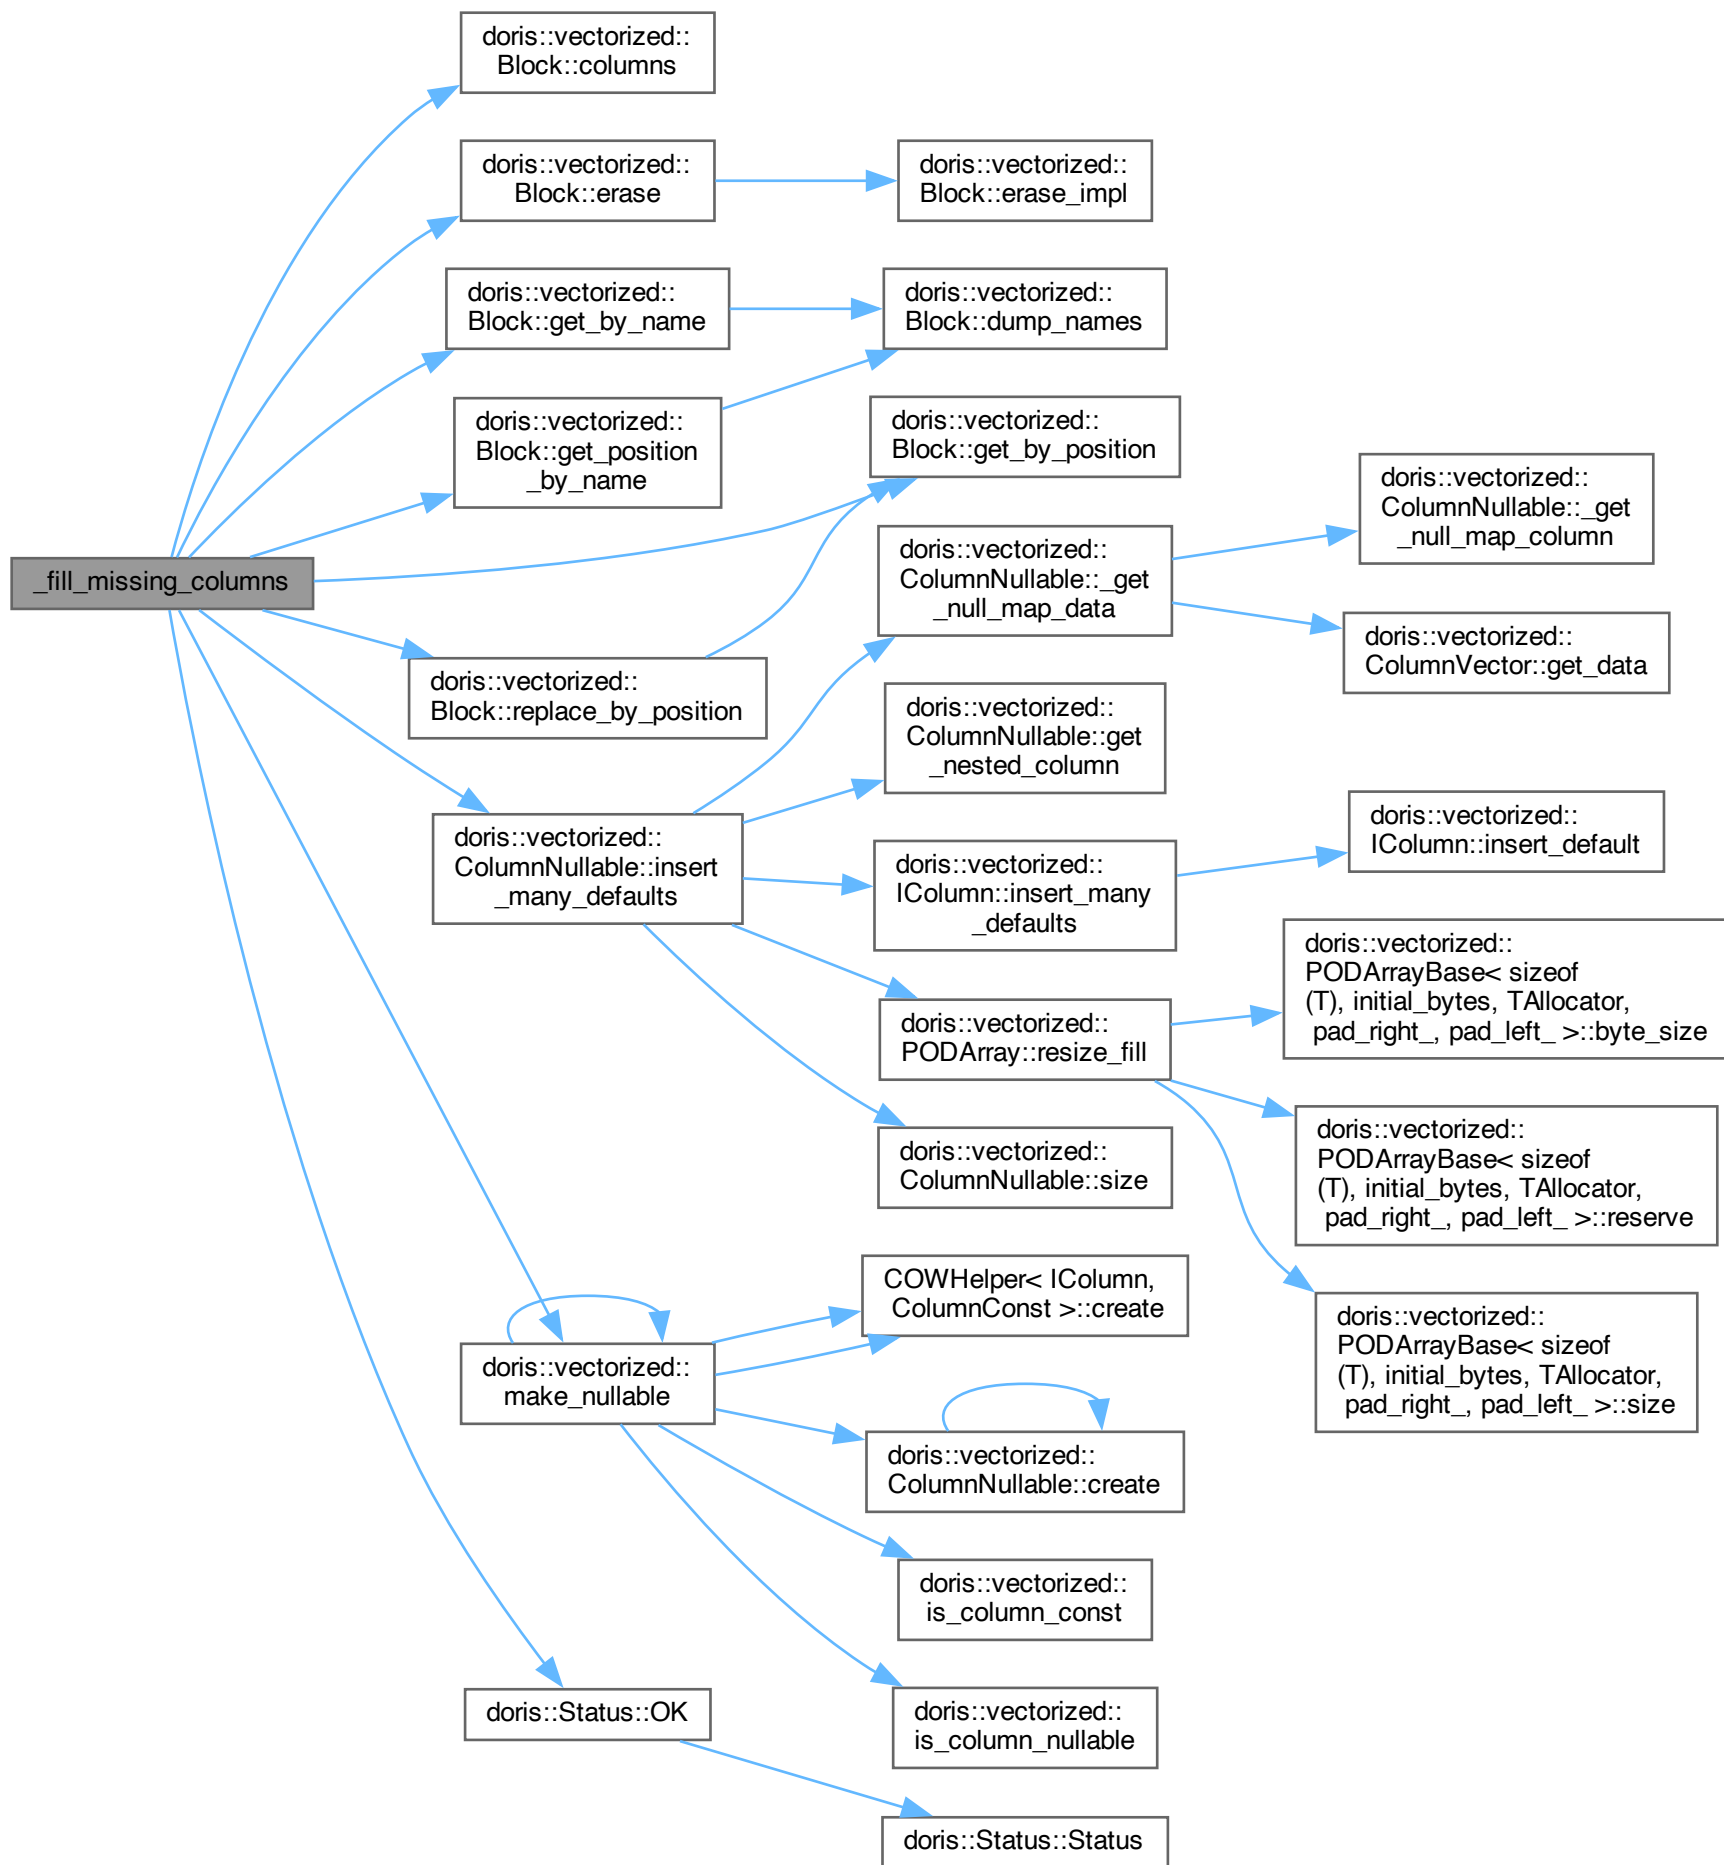 doris::vectorized::
Block::columns
doris::vectorized::
Block::erase
doris::vectorized::
Block::erase_impl
doris::vectorized::
Block::get_by_name
doris::vectorized::
Block::dump_names
doris::vectorized::
Block::get_position
_by_name
doris::vectorized::
Block::get_by_position
doris::vectorized::
ColumnNullable::_get
_null_map_column
_fill_missing_columns
doris::vectorized::
ColumnNullable::_get
_null_map_data
doris::vectorized::
ColumnVector::get_data
doris::vectorized::
Block::replace_by_position
doris::vectorized::
ColumnNullable::get
_nested_column
doris::vectorized::
ColumnNullable::insert
_many_defaults
doris::vectorized::
IColumn::insert_many
_defaults
doris::vectorized::
IColumn::insert_default
doris::vectorized::
PODArray::resize_fill
doris::vectorized::
PODArrayBase< sizeof
(T), initial_bytes, TAllocator,
pad_right_, pad_left_ >::byte_size
doris::vectorized::
ColumnNullable::size
doris::vectorized::
PODArrayBase< sizeof
(T), initial_bytes, TAllocator,
pad_right_, pad_left_ >::reserve
COWHelper< IColumn,
ColumnConst >::create
doris::vectorized::
PODArrayBase< sizeof
(T), initial_bytes, TAllocator,
pad_right_, pad_left_ >::size
doris::vectorized::
make_nullable
doris::vectorized::
ColumnNullable::create
doris::vectorized::
is_column_const
doris::vectorized::
is_column_nullable
doris::Status::OK
doris::Status::Status